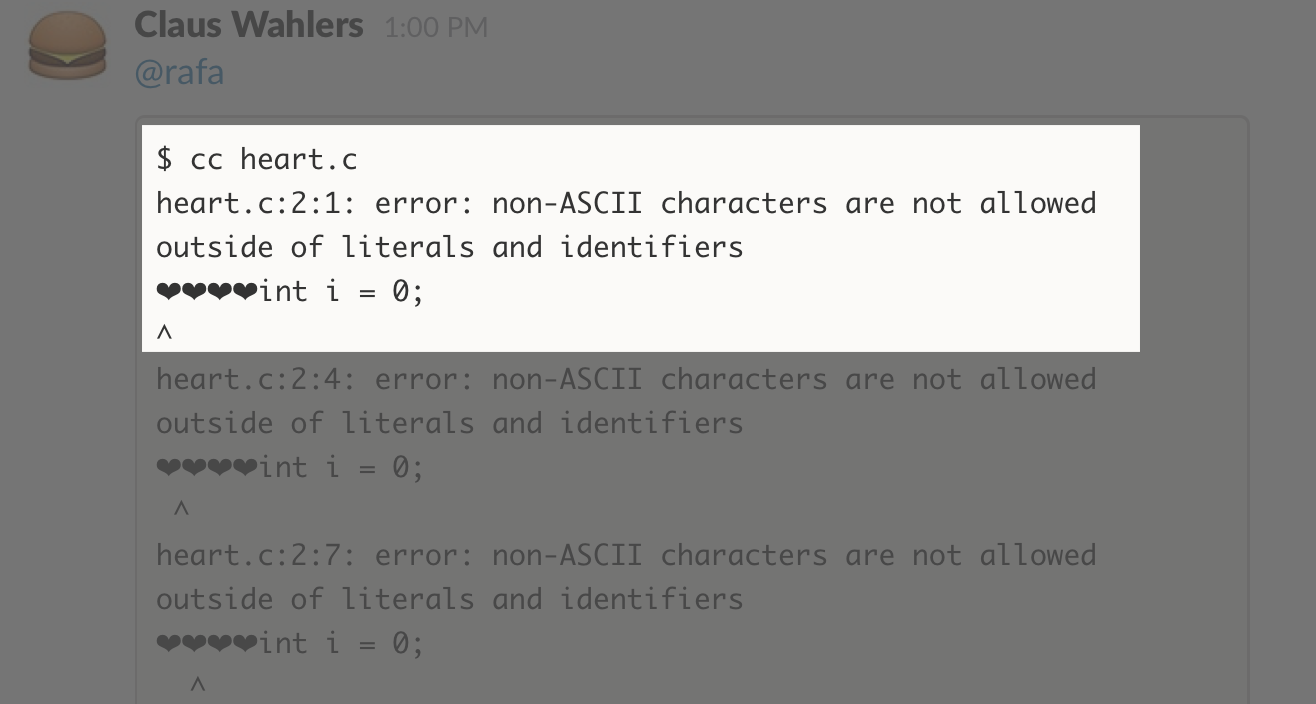 Claus Wahlers 1:00 PM
@rafa
$ cc heart.c
heart.c:2:1: error: non-ASCII characters are not allowed
outside of literals and identifiers
❤❤❤❤int i = 0;
^
heart.c:2:4: error: non-ASCII characters are not allowed
outside of literals and identifiers
❤❤❤❤int i = 0;
 ^
heart.c:2:7: error: non-ASCII characters are not allowed
outside of literals and identifiers
❤❤❤❤int i = 0;
  ^